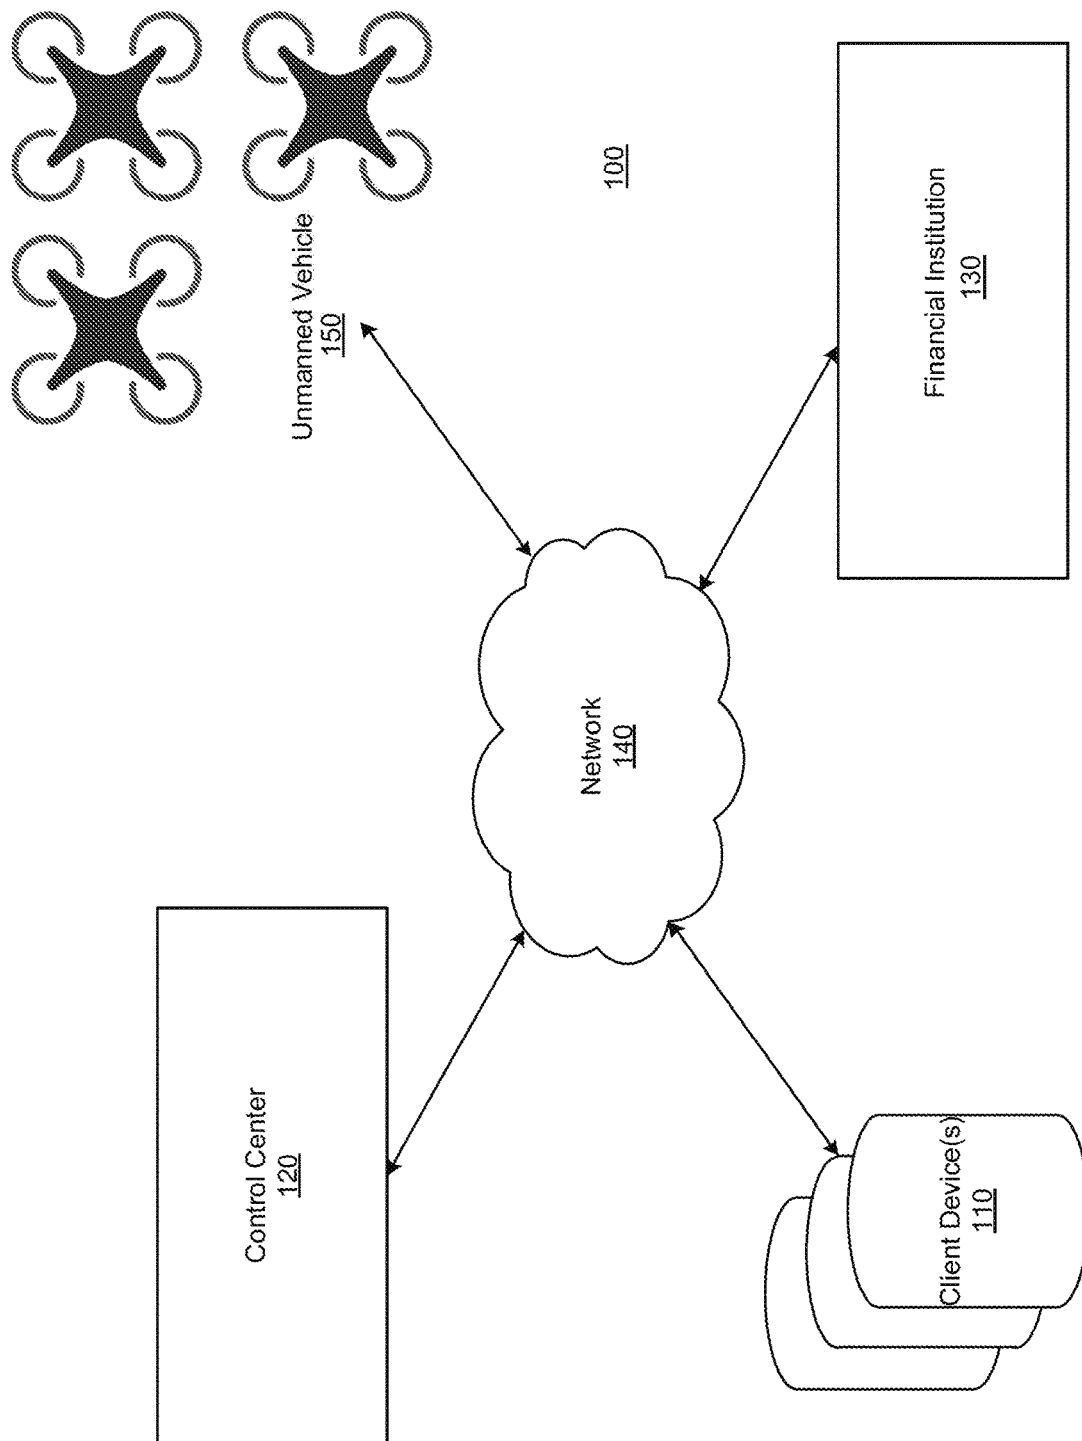 Control Center
120
Unmanned Vehicle
150
Network
140
100
Client Device(s)
110
Financial Institution
130